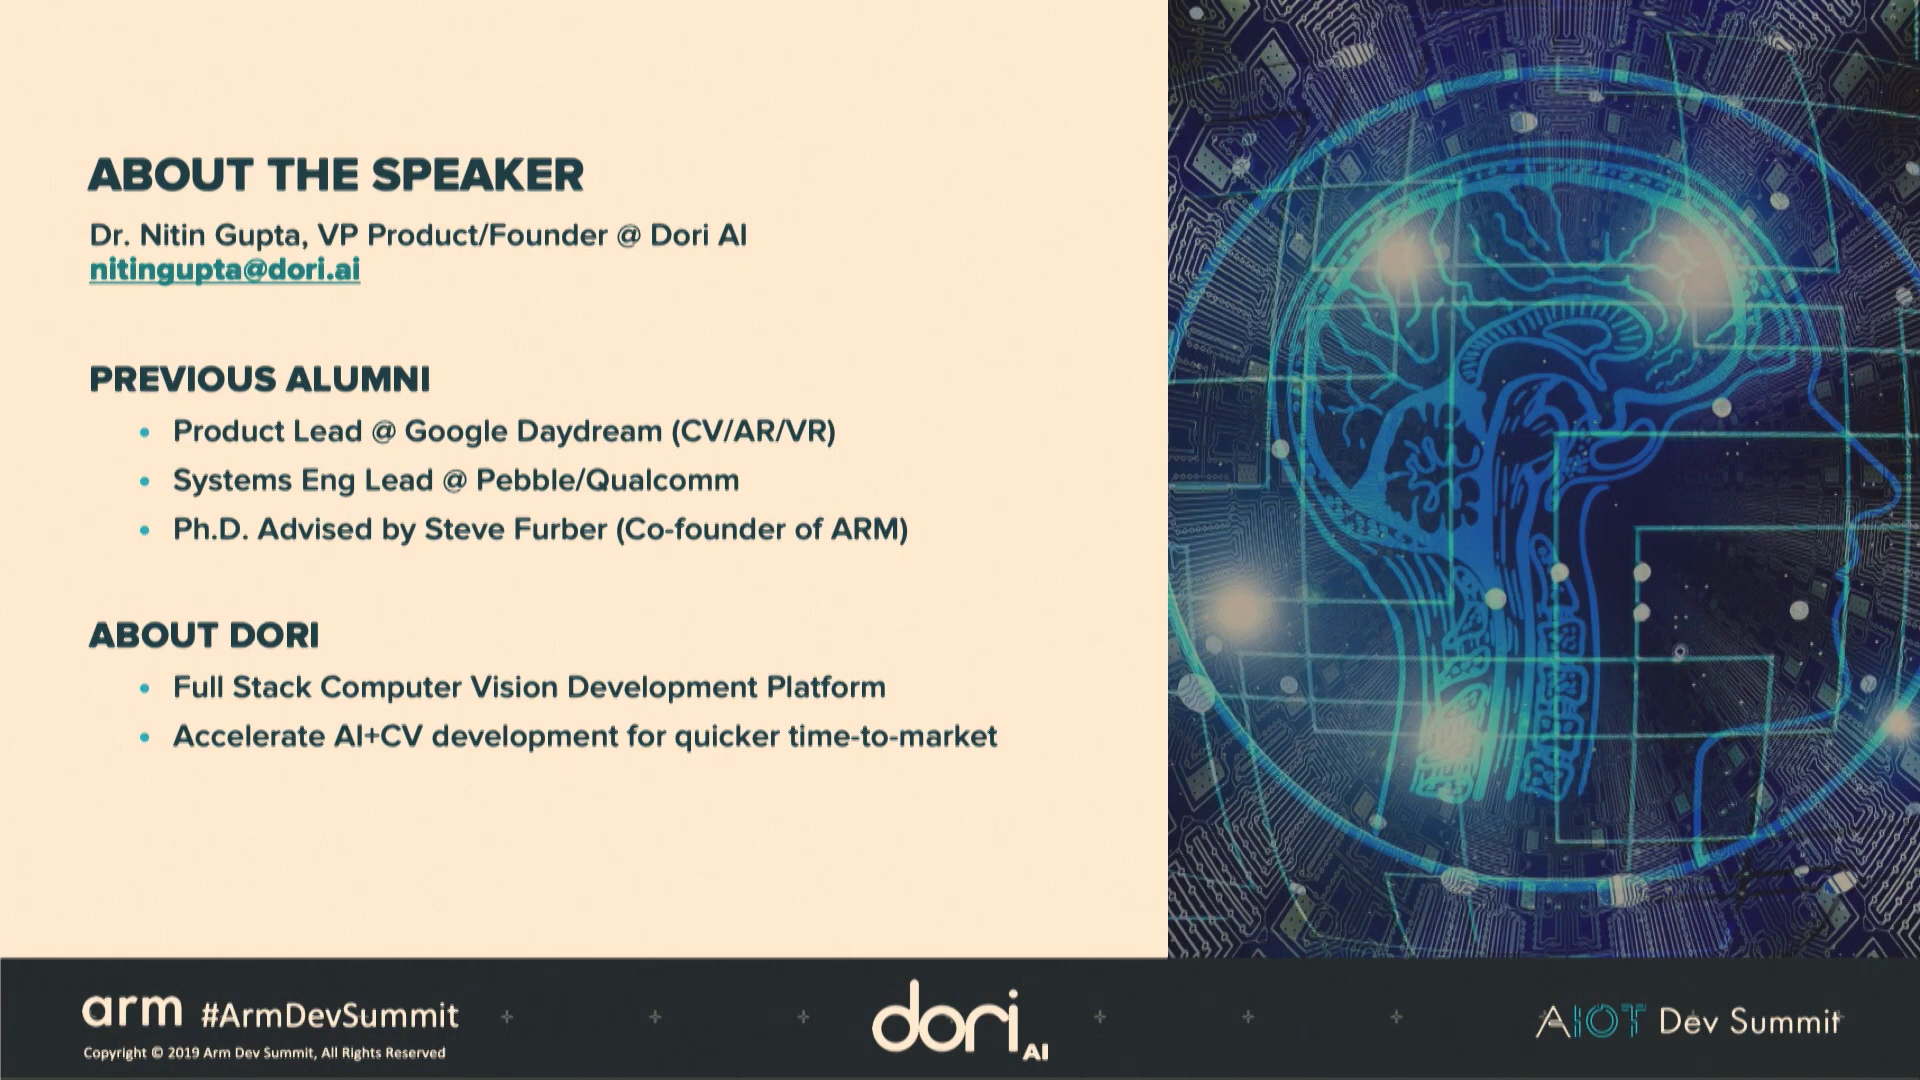 ABOUT THE SPEAKER
Dr. Nitin Gupta, VP Product/Founder @ Dori AI
nitingupta@dori.ai
PREVIOUS ALUMNI
• Product Lead @ Google Daydream (CV/AR/VR)
• Systems Eng Lead @ Pebble/Qualcomm
• Ph.D. Advised by Steve Furber (Co-founder of ARM)
ABOUT DORI
• Full Stack Computer Vision Development Platform
• Accelerate AI+CV development for quicker time-to-market
arm #ArmDevSummit
Copyright © 2019 Arm Dev Summit, All Rights Reserved
dori AI
AIOT Dev Summit